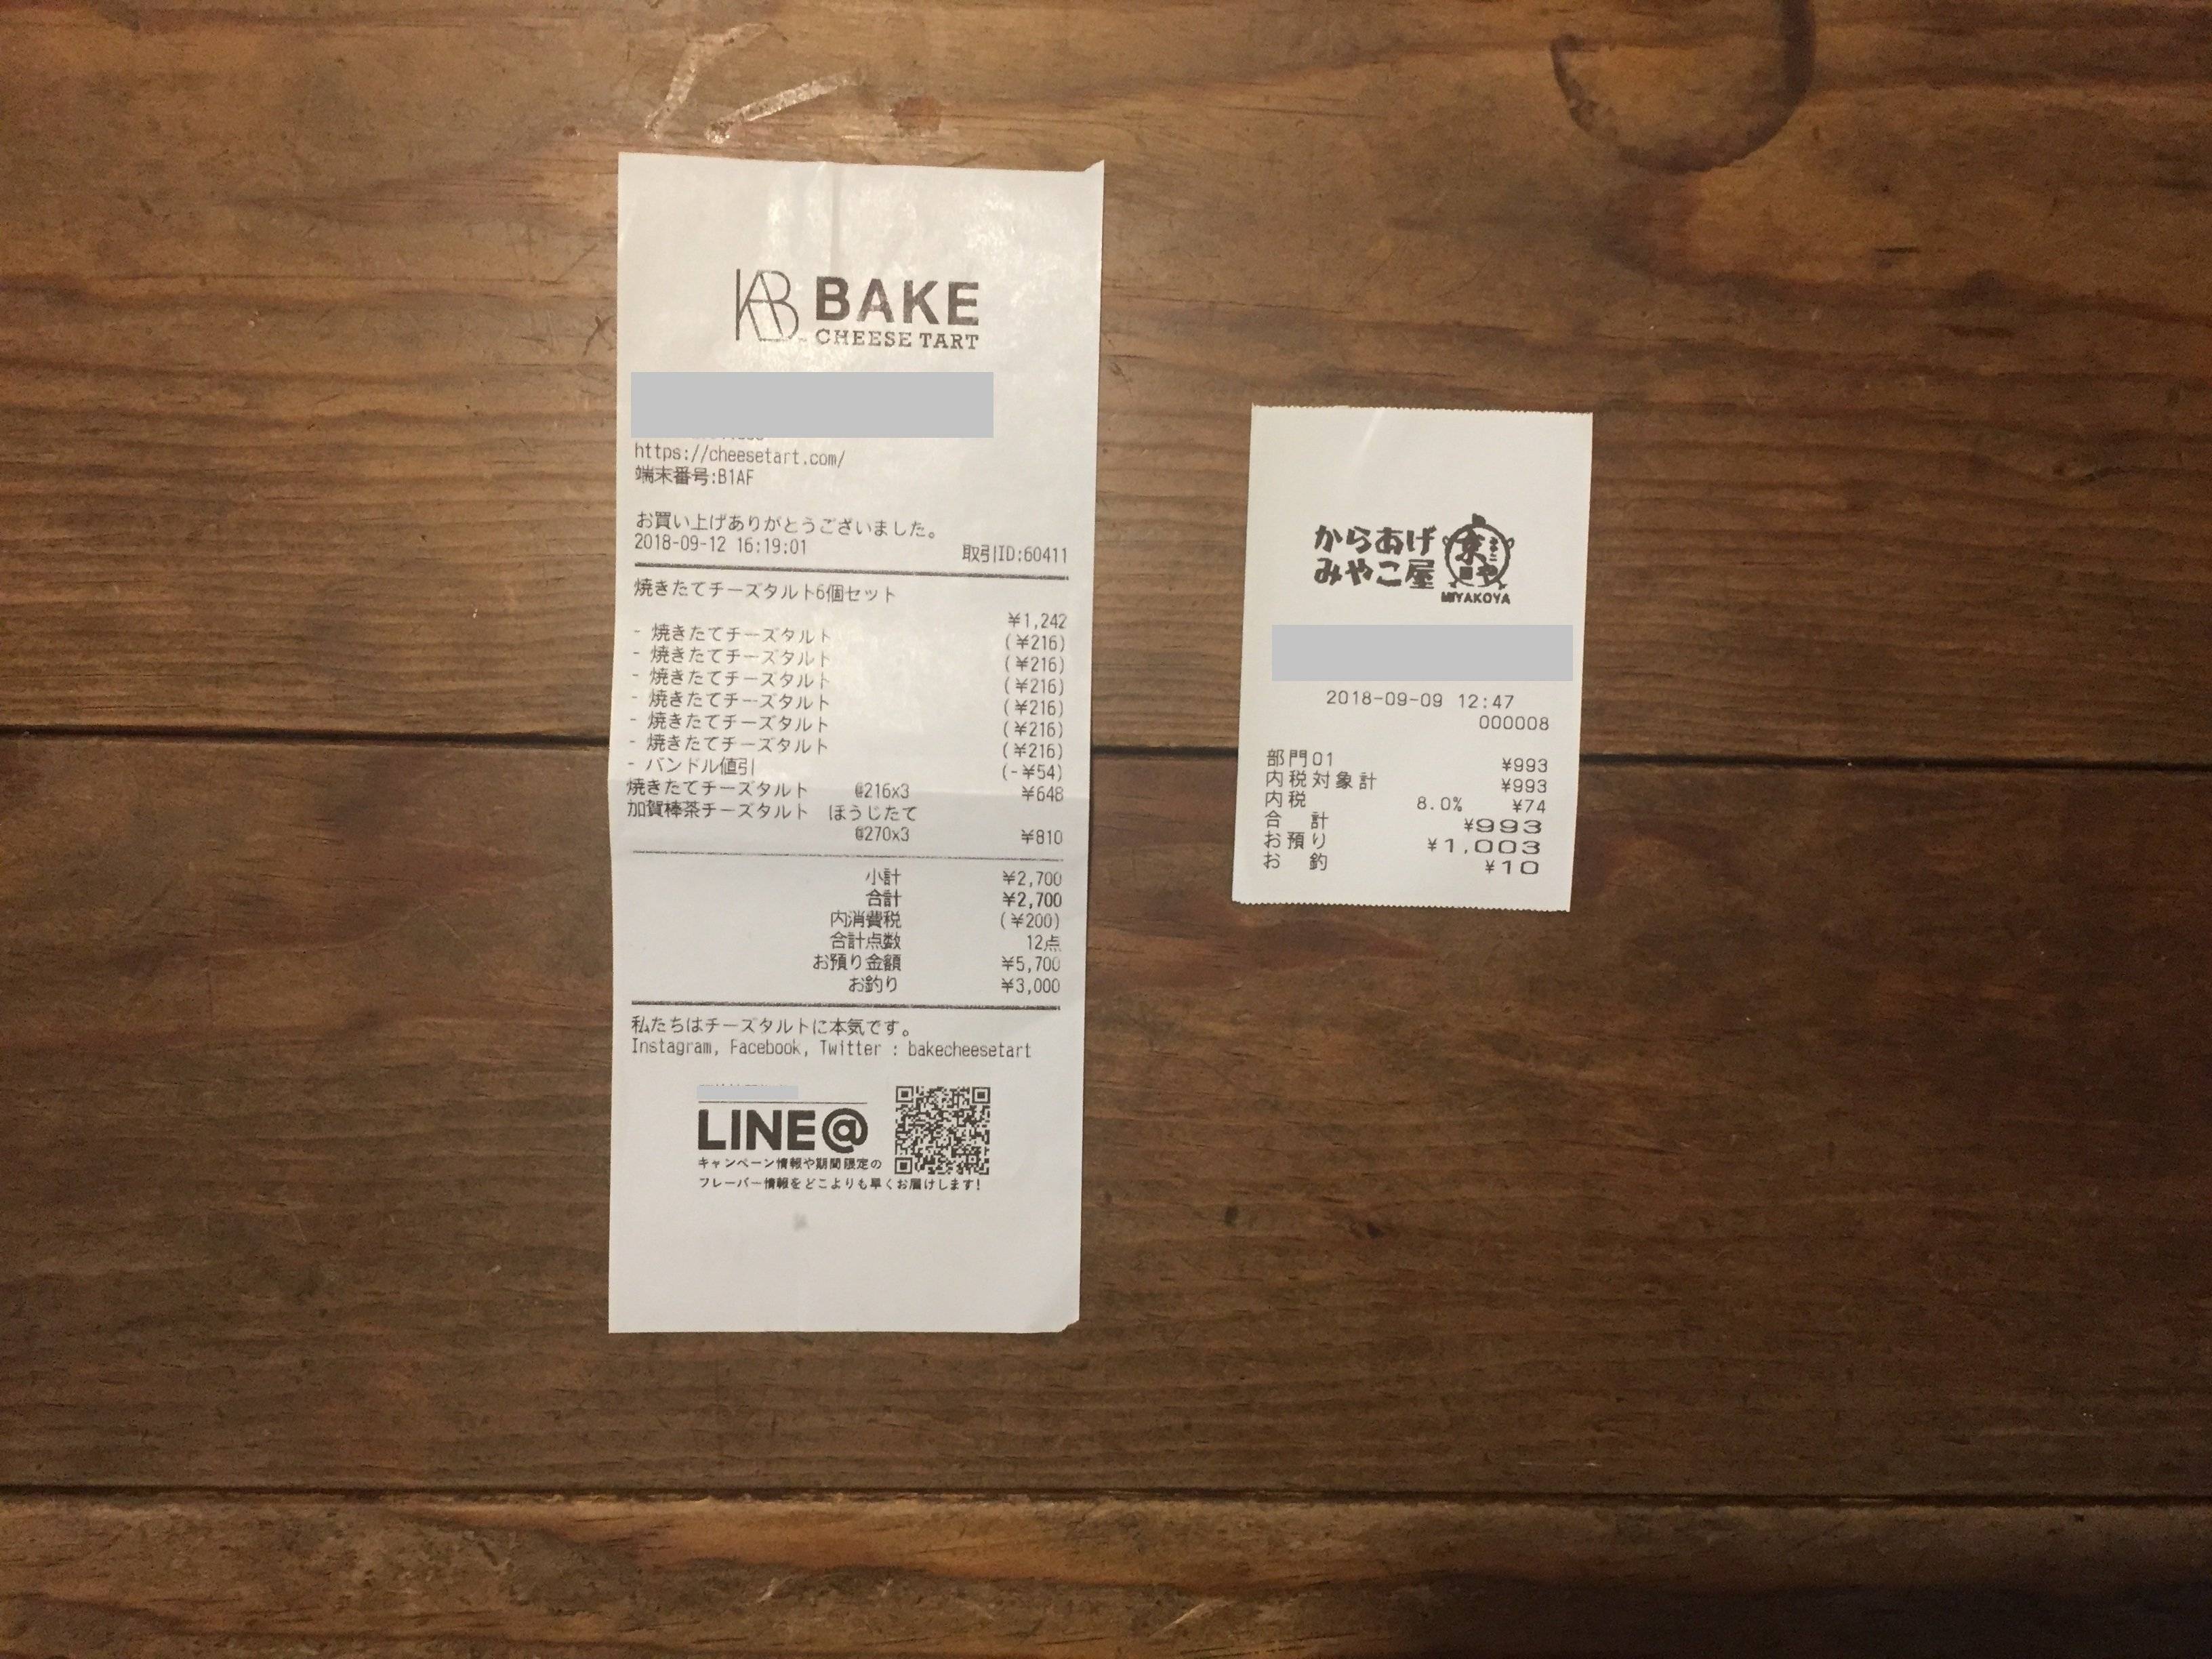 BAKE
CHEESE TART
https://cheesetart.com/
端末番号:B1AF
お買い上げありがとうございました。
2018-09-12 16:19:01 取引ID:60411
焼きたてチーズタルト6個セット
¥1,242
- 焼きたてチーズタルト (¥216)
- 焼きたてチーズタルト (¥216)
- 焼きたてチーズタルト (¥216)
- 焼きたてチーズタルト (¥216)
- 焼きたてチーズタルト (¥216)
- 焼きたてチーズタルト (¥216)
- バンドル値引 (-¥54)
焼きたてチーズタルト @216x3 ¥648
加賀棒茶チーズタルト ほうじたて
@270x3 ¥810
小計 ¥2,700
合計 ¥2,700
内消費税 (¥200)
合計点数 12点
お預り金額 ¥5,700
お釣り ¥3,000
私たちはチーズタルトに本気です。
Instagram, Facebook, Twitter : bakecheesetart
LINE@
キャンペーン情報や期間限定の
フレーバー情報をどこよりも早くお届けします!
からあげ
みやこ屋
MIYAKOYA
2018-09-09 12:47
000008
部門01 ¥993
内税対象計 ¥993
内税 8.0% ¥74
合 計 ¥993
お預り ¥1,003
お 釣 ¥10